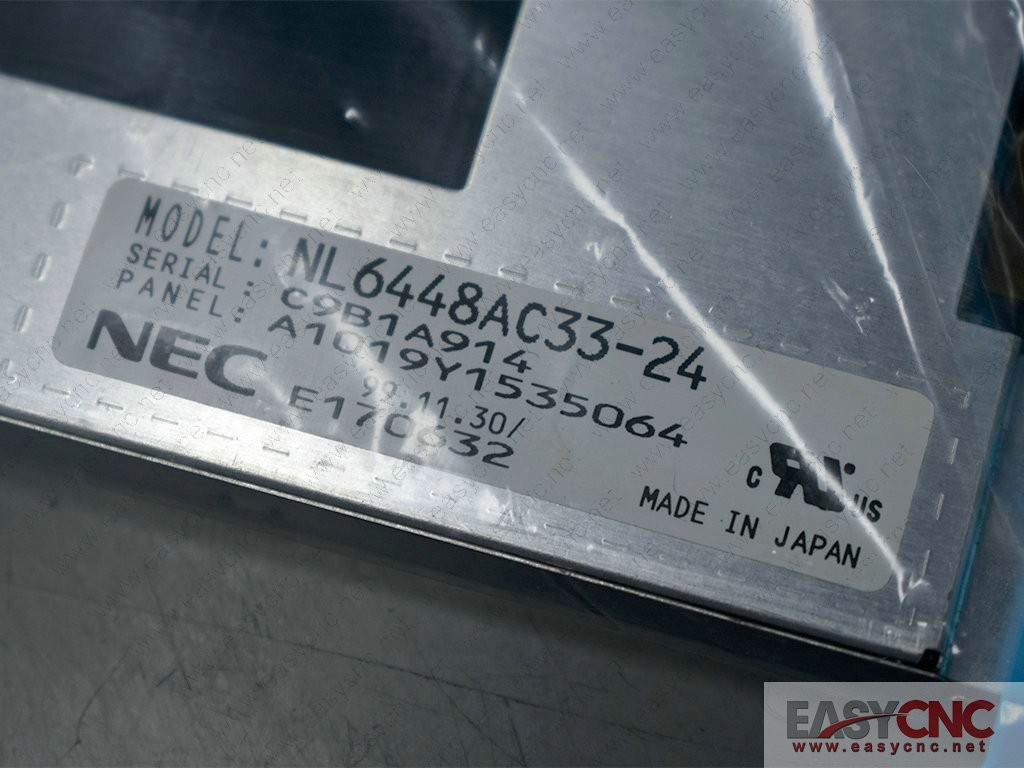 MODEL: NL6448AC33-24
SERIAL: C9B1A914
PANEL: A1019Y1535064
99.11.30/
NEC E170632
C US
MADE IN JAPAN
EASYCNC
www.easycnc.net